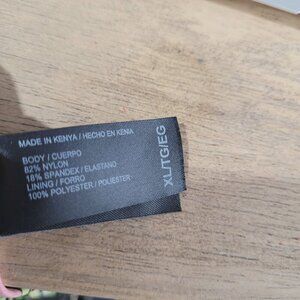 MADE IN KENYA / HECHO EN KENIA
BODY / CUERPO
82% NYLON
18% SPANDEX / ELASTANO
LINING / FORRO
100% POLYESTER / POLIESTER
XL/TG/EG